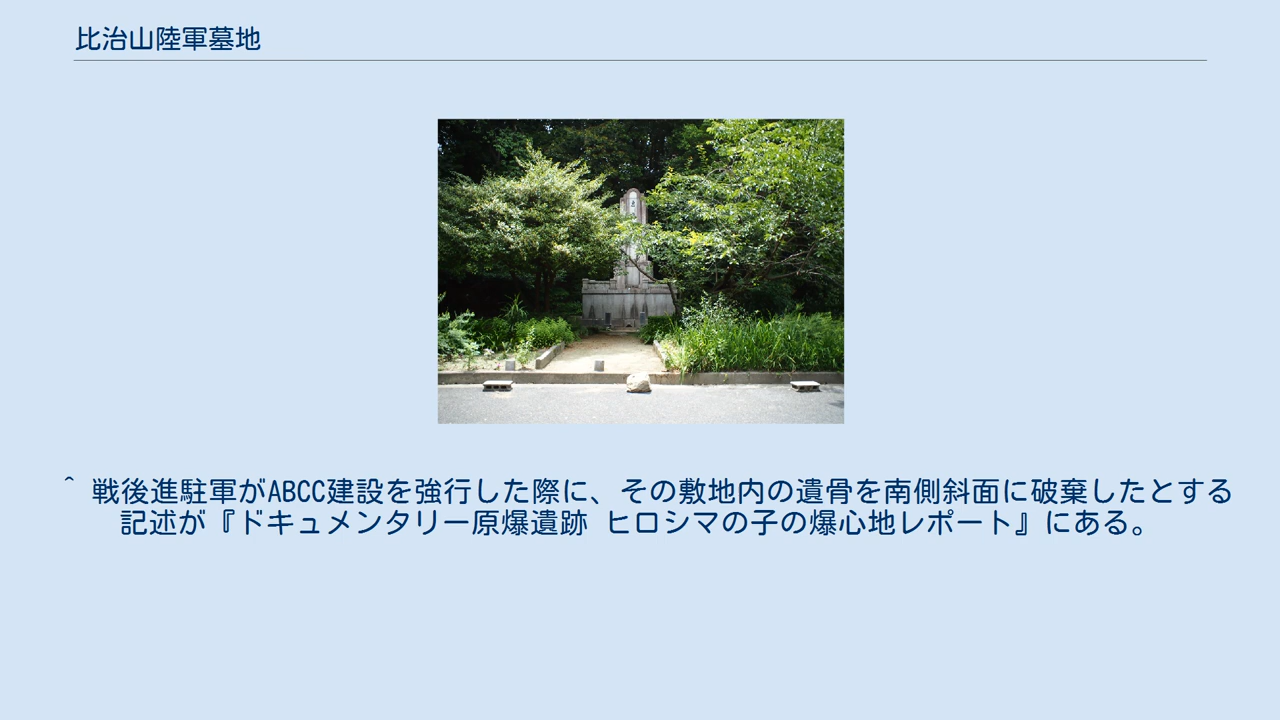 比治山陸軍墓地
^ 戦後進駐軍がABCC建設を強行した際に、その敷地内の遺骨を南側斜面に破棄したとする
記述が『ドキュメンタリー原爆遺跡 ヒロシマの子の爆心地レポート』にある。